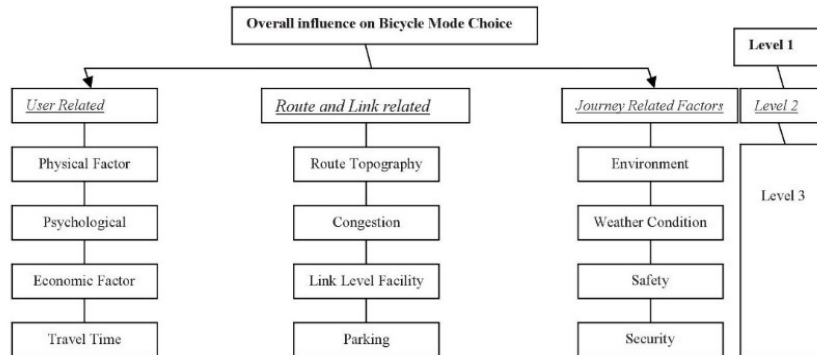 Overall influence on Bicycle Mode Choice
Level 1
User Related
Route and Link related
Journey Related Factors
Level 2
Physical Factor
Route Topography
Environment
Level 3
Psychological
Congestion
Weather Condition
Economic Factor
Link Level Facility
Safety
Travel Time
Parking
Security